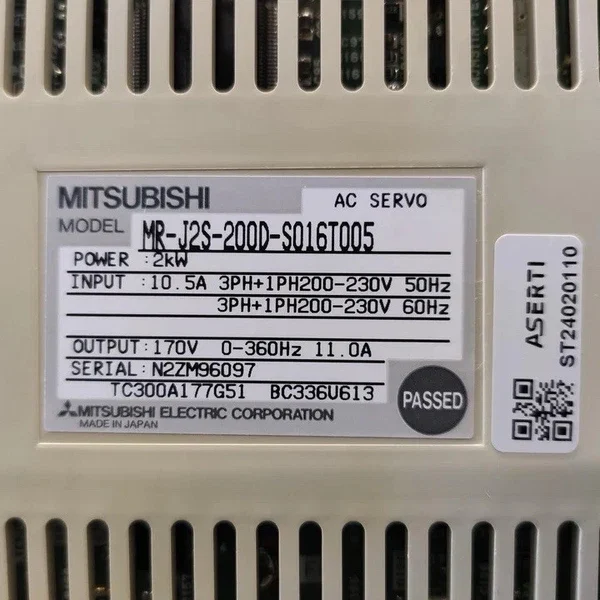 MITSUBISHI AC SERVO
MODEL MR-J2S-200D-S016T005
POWER :2kW
INPUT :10.5A 3PH+1PH200-230V 50Hz
3PH+1PH200-230V 60Hz
OUTPUT:170V 0-360Hz 11.0A
SERIAL: N2ZM96097
TC300A177G51 BC336U613
PASSED
MITSUBISHI ELECTRIC CORPORATION
MADE IN JAPAN
ASERTI
ST24020110